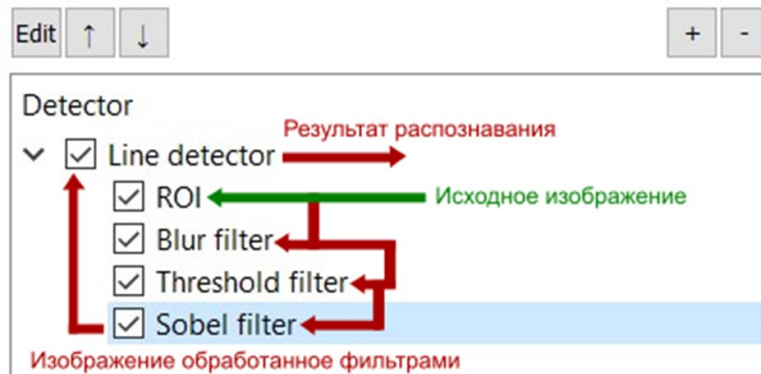 Edit ↑ ↓ + -
Detector
Результат распознавания
Line detector
ROI
Исходное изображение
Blur filter
Threshold filter
Sobel filter
Изображение обработанное фильтрами